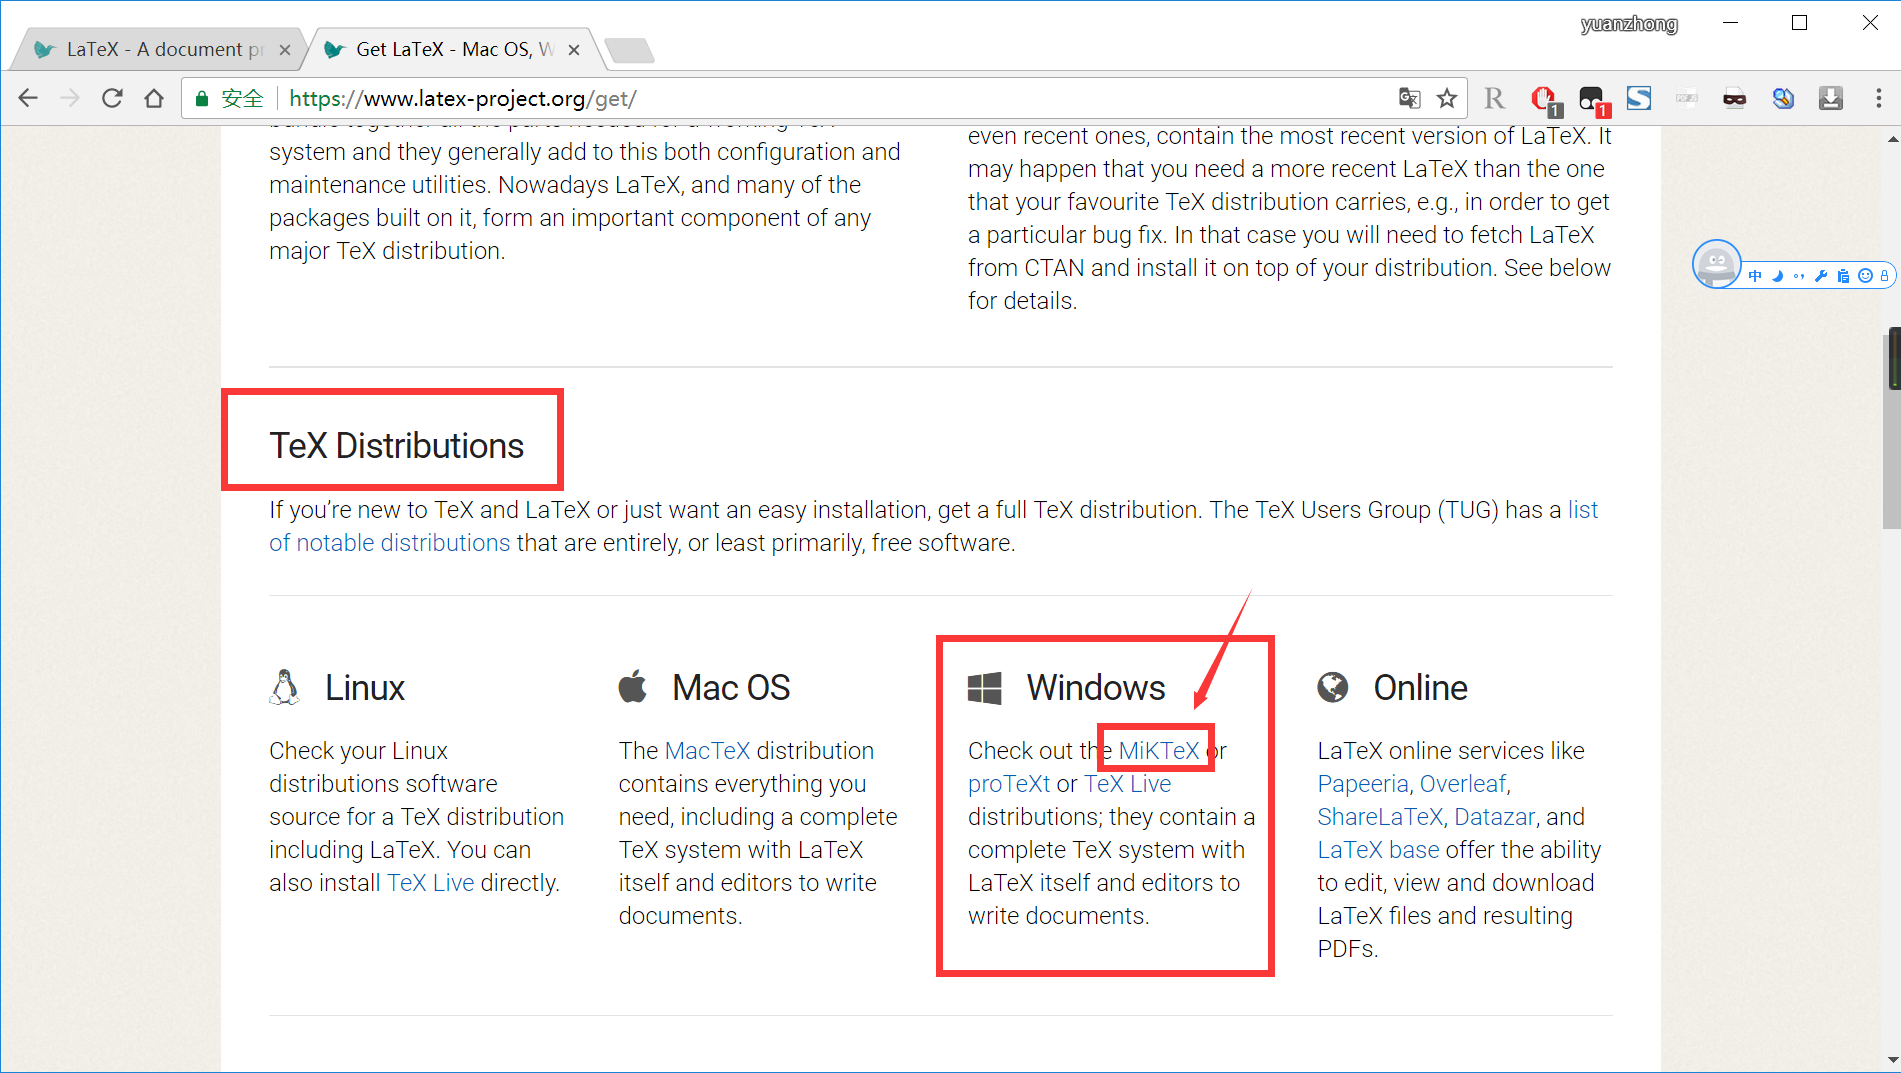 yuanzhong
LaTeX - A document pr
Get LaTeX - Mac OS, W
安全
https://www.latex-project.org/get/
R
1
1
S
bundle together all the parts needed for a working TeX
system and they generally add to this both configuration and
maintenance utilities. Nowadays LaTeX, and many of the
packages built on it, form an important component of any
major TeX distribution.
even recent ones, contain the most recent version of LaTeX. It
may happen that you need a more recent LaTeX than the one
that your favourite TeX distribution carries, e.g., in order to get
a particular bug fix. In that case you will need to fetch LaTeX
from CTAN and install it on top of your distribution. See below
for details.
中
TeX Distributions
If you’re new to TeX and LaTeX or just want an easy installation, get a full TeX distribution. The TeX Users Group (TUG) has a list
of notable distributions that are entirely, or least primarily, free software.
Linux
Check your Linux
distributions software
source for a TeX distribution
including LaTeX. You can
also install TeX Live directly.
Mac OS
The MacTeX distribution
contains everything you
need, including a complete
TeX system with LaTeX
itself and editors to write
documents.
Windows
Check out the MiKTeX or
proTeXt or TeX Live
distributions; they contain a
complete TeX system with
LaTeX itself and editors to
write documents.
Online
LaTeX online services like
Papeeria, Overleaf,
ShareLaTeX, Datazar, and
LaTeX base offer the ability
to edit, view and download
LaTeX files and resulting
PDFs.